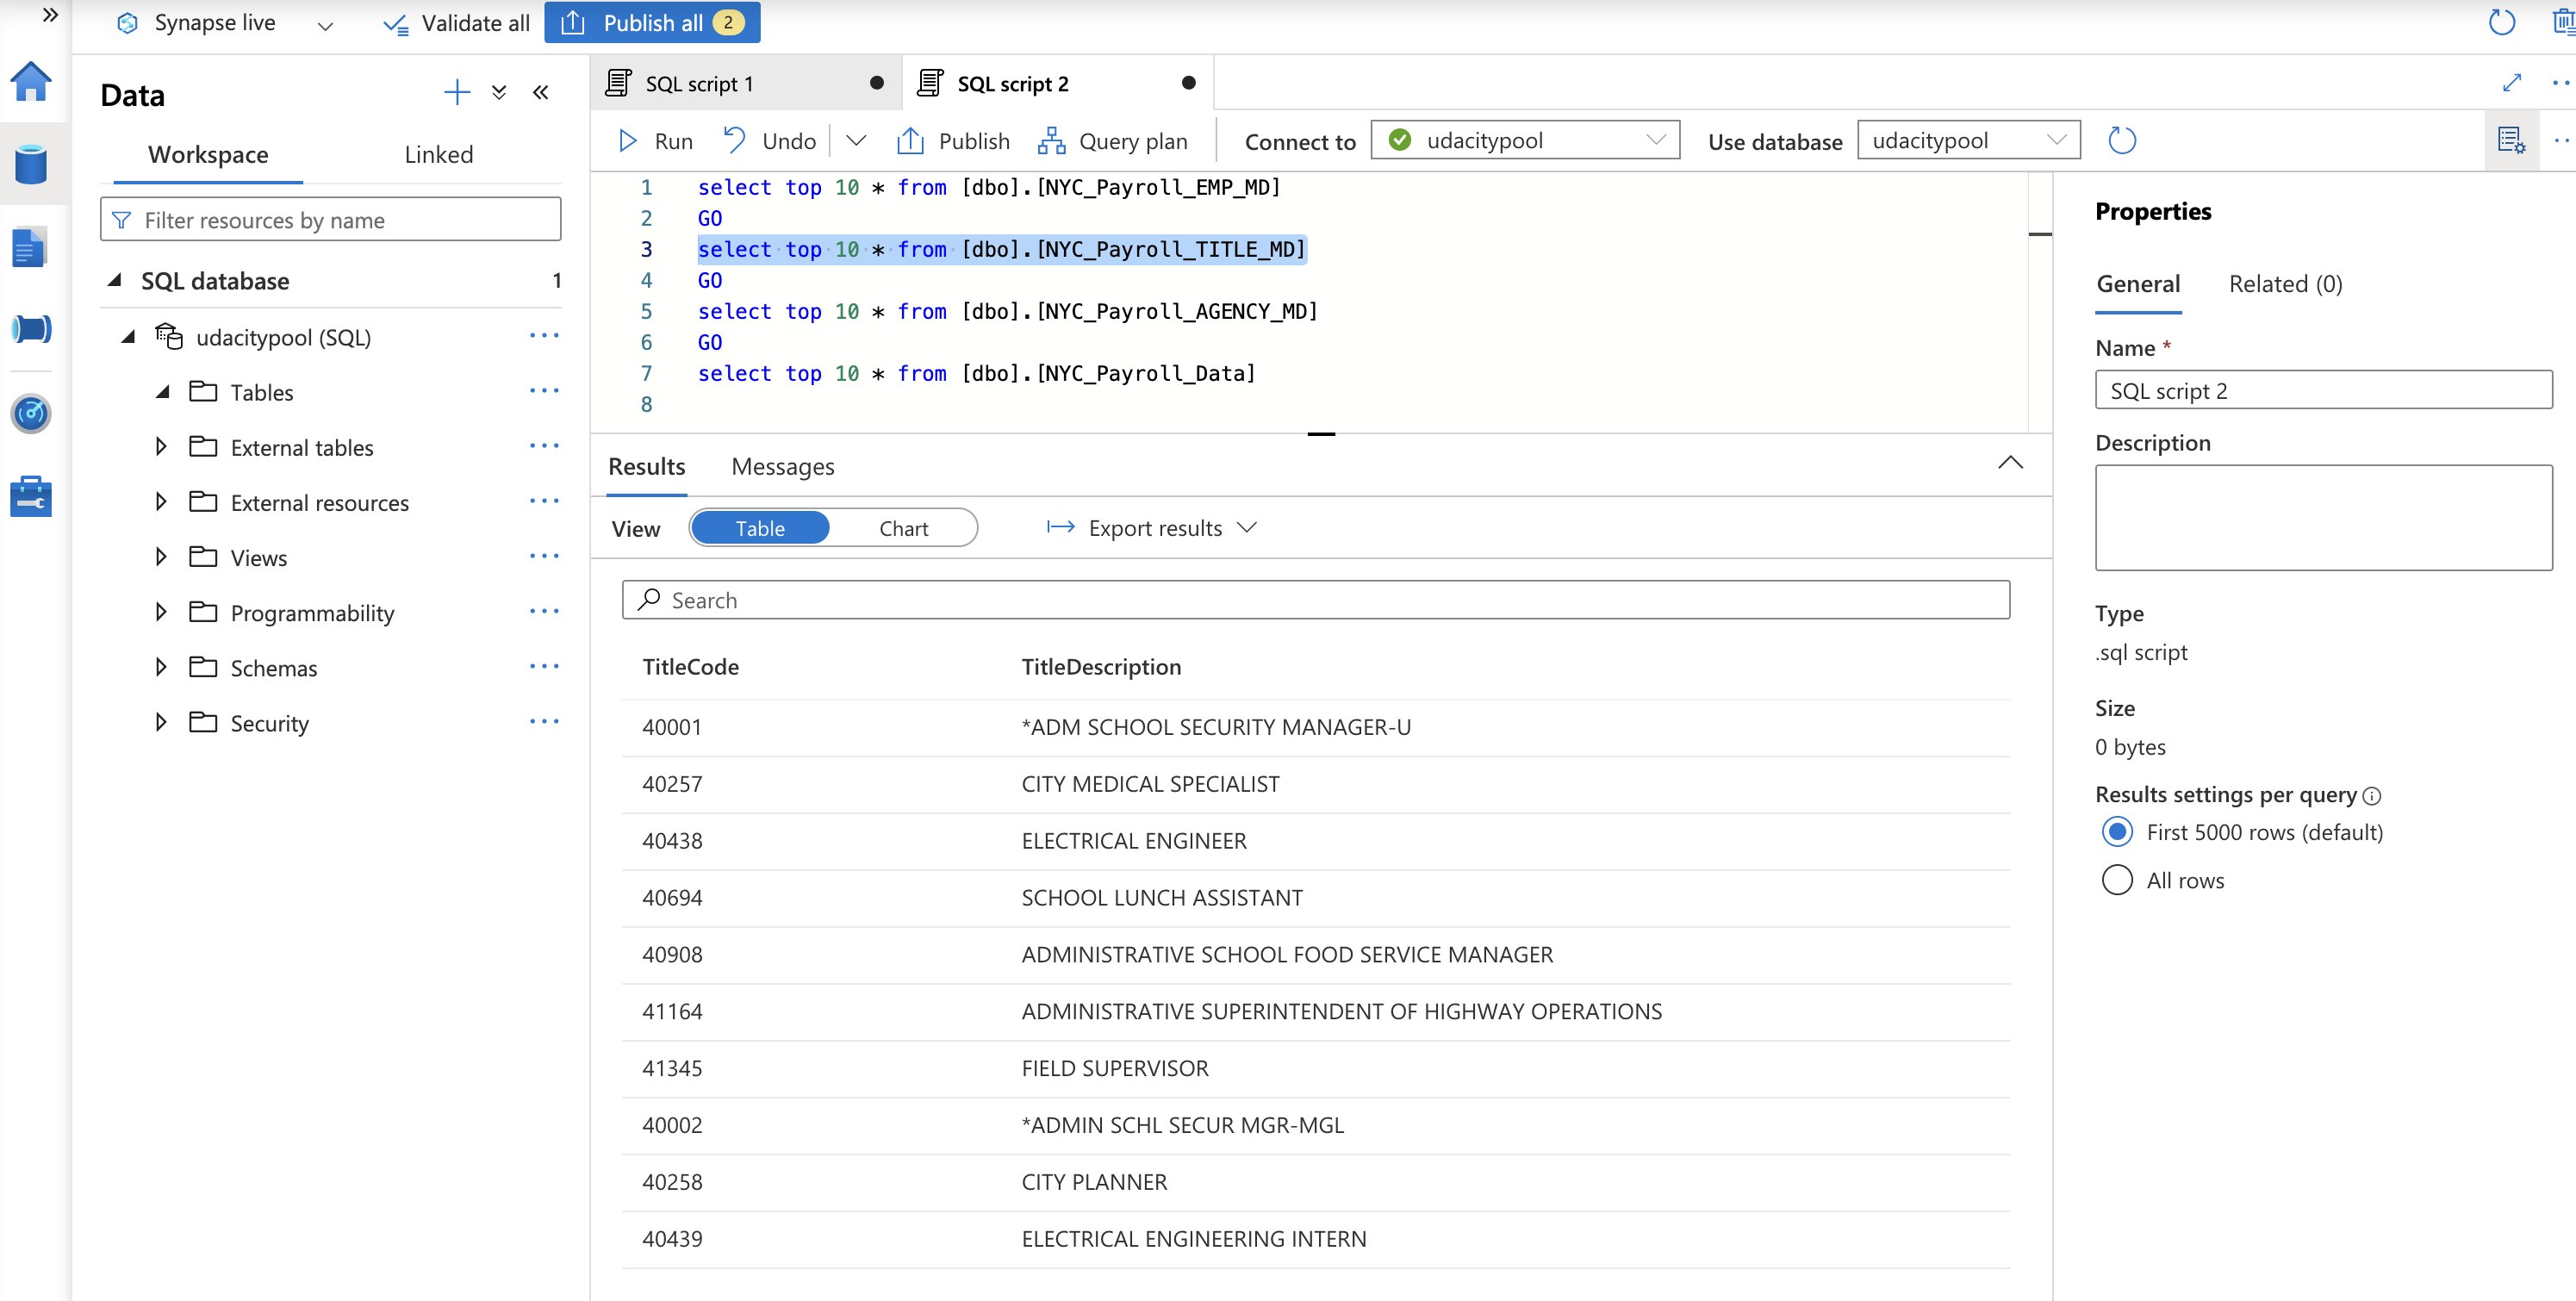 Synapse live
Validate all
Publish all 2
Data
Workspace Linked
Filter resources by name
SQL database 1
udacitypool (SQL)
Tables
External tables
External resources
Views
Programmability
Schemas
Security
SQL script 1
SQL script 2
Run Undo Publish Query plan Connect to udacitypool Use database udacitypool
1 select top 10 * from [dbo].[NYC_Payroll_EMP_MD]
2 GO
3 select top 10 * from [dbo].[NYC_Payroll_TITLE_MD]
4 GO
5 select top 10 * from [dbo].[NYC_Payroll_AGENCY_MD]
6 GO
7 select top 10 * from [dbo].[NYC_Payroll_Data]
8
Results Messages
View Table Chart Export results
Search
TitleCode TitleDescription
40001 *ADM SCHOOL SECURITY MANAGER-U
40257 CITY MEDICAL SPECIALIST
40438 ELECTRICAL ENGINEER
40694 SCHOOL LUNCH ASSISTANT
40908 ADMINISTRATIVE SCHOOL FOOD SERVICE MANAGER
41164 ADMINISTRATIVE SUPERINTENDENT OF HIGHWAY OPERATIONS
41345 FIELD SUPERVISOR
40002 *ADMIN SCHL SECUR MGR-MGL
40258 CITY PLANNER
40439 ELECTRICAL ENGINEERING INTERN
Properties
General Related (0)
Name *
SQL script 2
Description
Type
.sql script
Size
0 bytes
Results settings per query
First 5000 rows (default)
All rows